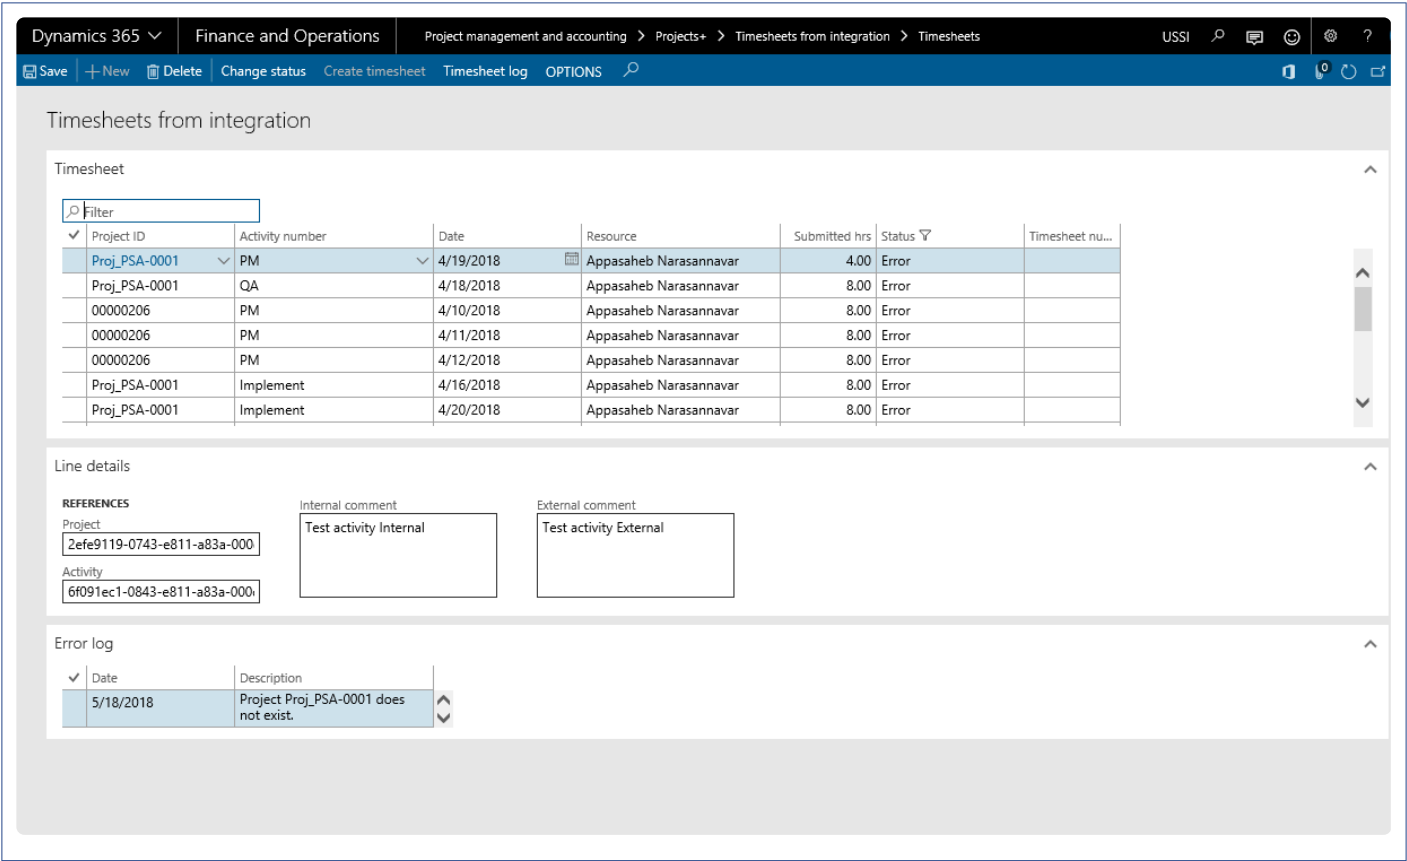 Dynamics 365 Finance and Operations Project management and accounting > Projects+ > Timesheets from integration > Timesheets USSI ?
Save + New Delete Change status Create timesheet Timesheet log OPTIONS 0
Timesheets from integration
Timesheet
Filter
Project ID Activity number Date Resource Submitted hrs Status Timesheet nu...
Proj_PSA-0001 PM 4/19/2018 Appasaheb Narasannavar 4.00 Error
Proj_PSA-0001 QA 4/18/2018 Appasaheb Narasannavar 8.00 Error
00000206 PM 4/10/2018 Appasaheb Narasannavar 8.00 Error
00000206 PM 4/11/2018 Appasaheb Narasannavar 8.00 Error
00000206 PM 4/12/2018 Appasaheb Narasannavar 8.00 Error
Proj_PSA-0001 Implement 4/16/2018 Appasaheb Narasannavar 8.00 Error
Proj_PSA-0001 Implement 4/20/2018 Appasaheb Narasannavar 8.00 Error
Line details
REFERENCES Internal comment External comment
Project
2efe9119-0743-e811-a83a-000 Test activity Internal Test activity External
Activity
6f091ec1-0843-e811-a83a-000
Error log
Date Description
5/18/2018 Project Proj_PSA-0001 does
not exist.